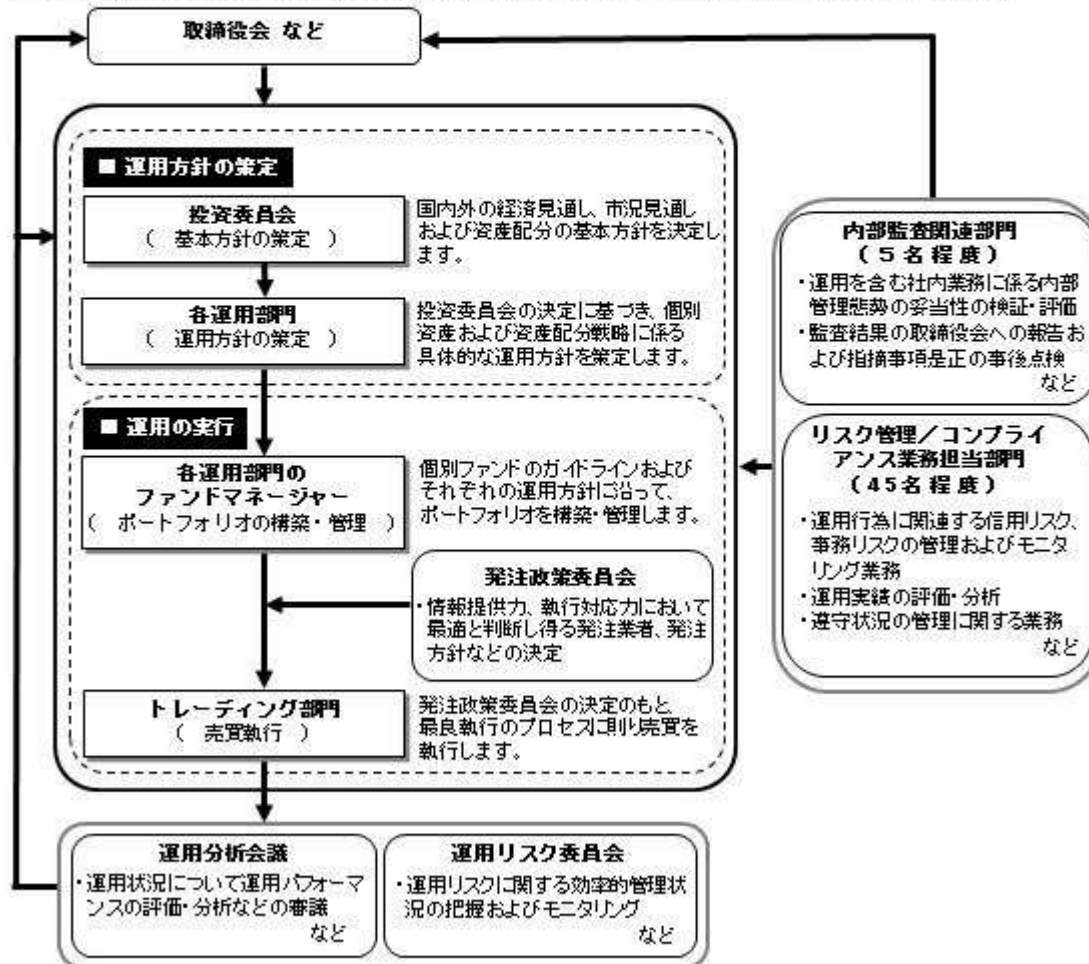 取締役会 など
■ 運用方針の策定
投資委員会
( 基本方針の策定 )
国内外の経済見通し、市況見通し
および資産配分の基本方針を決定し
ます。
各運用部門
( 運用方針の策定 )
投資委員会の決定に基づき、個別
資産および資産配分戦略に係る
具体的な運用方針を策定します。
■ 運用の実行
各運用部門の
ファンドマネージャー
( ポートフォリオの構築・管理 )
個別ファンドのガイドラインおよび
それぞれの運用方針に沿って、
ポートフォリオを構築・管理します。
発注政策委員会
・情報提供力、執行対応力において
最適と判断し得る発注業者、発注
方針などの決定
トレーディング部門
( 売買執行 )
発注政策委員会の決定のもと、
最良執行のプロセスに則り売買を
執行します。
内部監査関連部門
(5名程度)
・運用を含む社内業務に係る内部
管理態勢の妥当性の検証・評価
・監査結果の取締役会への報告お
よび指摘事項是正の事後点検
など
リスク管理/コンプライ
アンス業務担当部門
(45名程度)
・運用行為に関連する信用リスク、
事務リスクの管理およびモニタ
リング業務
・運用実績の評価・分析
・遵守状況の管理に関する業務
など
運用分析会議
・運用状況について運用パフォーマ
ンスの評価・分析などの審議
など
運用リスク委員会
・運用リスクに関する効率的管理状
況の把握およびモニタリング
など